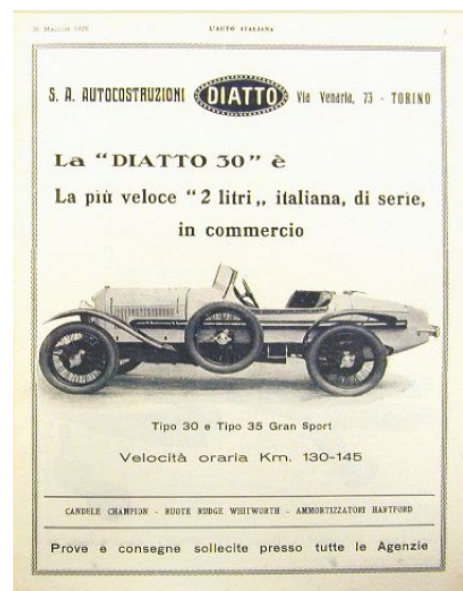 L'AUTO ITALIANA
S. A. AUTOCOSTRUZIONI DIATTO Via Venaria, 73 - TORINO
La "DIATTO 30" è
La più veloce "2 litri„ italiana, di serie,
in commercio
Tipo 30 e Tipo 35 Gran Sport
Velocità oraria Km. 130-145
CANDELE CHAMPION - RUOTE RUDGE WHITWORTH - AMMORTIZZATORI HARTFORD
Prove e consegne sollecite presso tutte le Agenzie